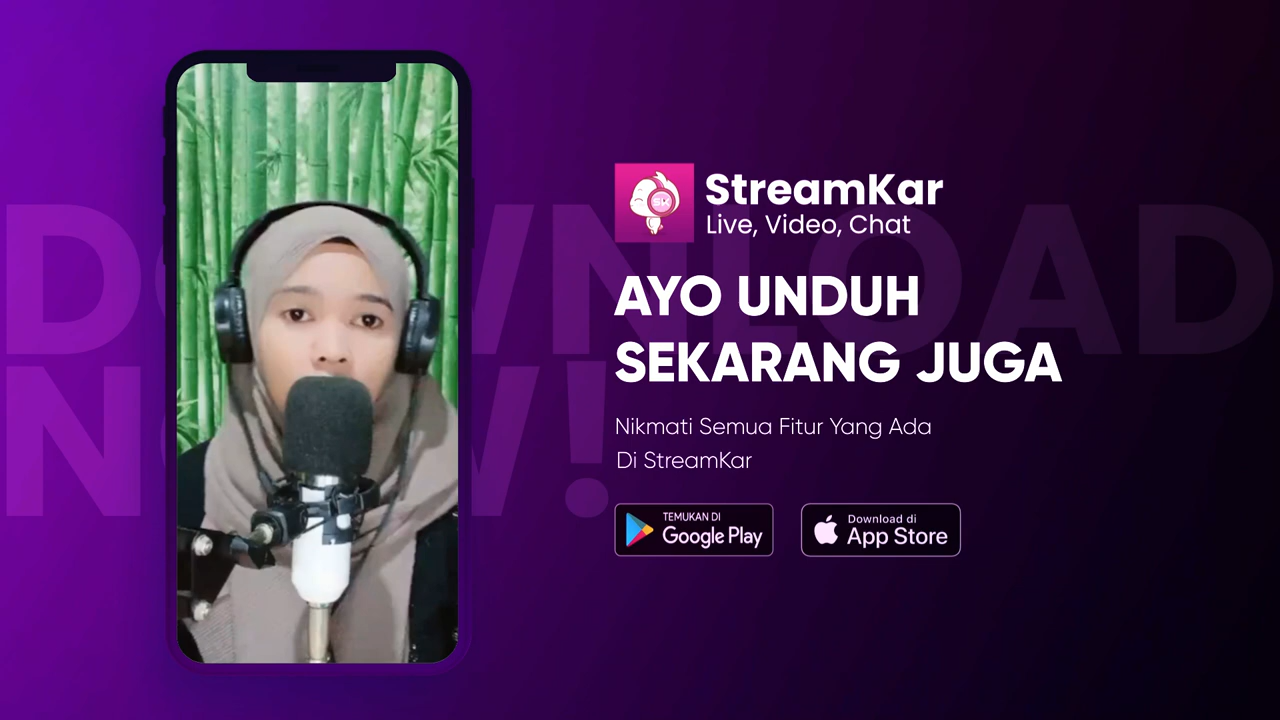 DOWNLOAD
NOW!
SK
StreamKar
Live, Video, Chat
AYO UNDUH
SEKARANG JUGA
Nikmati Semua Fitur Yang Ada
Di StreamKar
TEMUKAN DI
Google Play
Download di
App Store